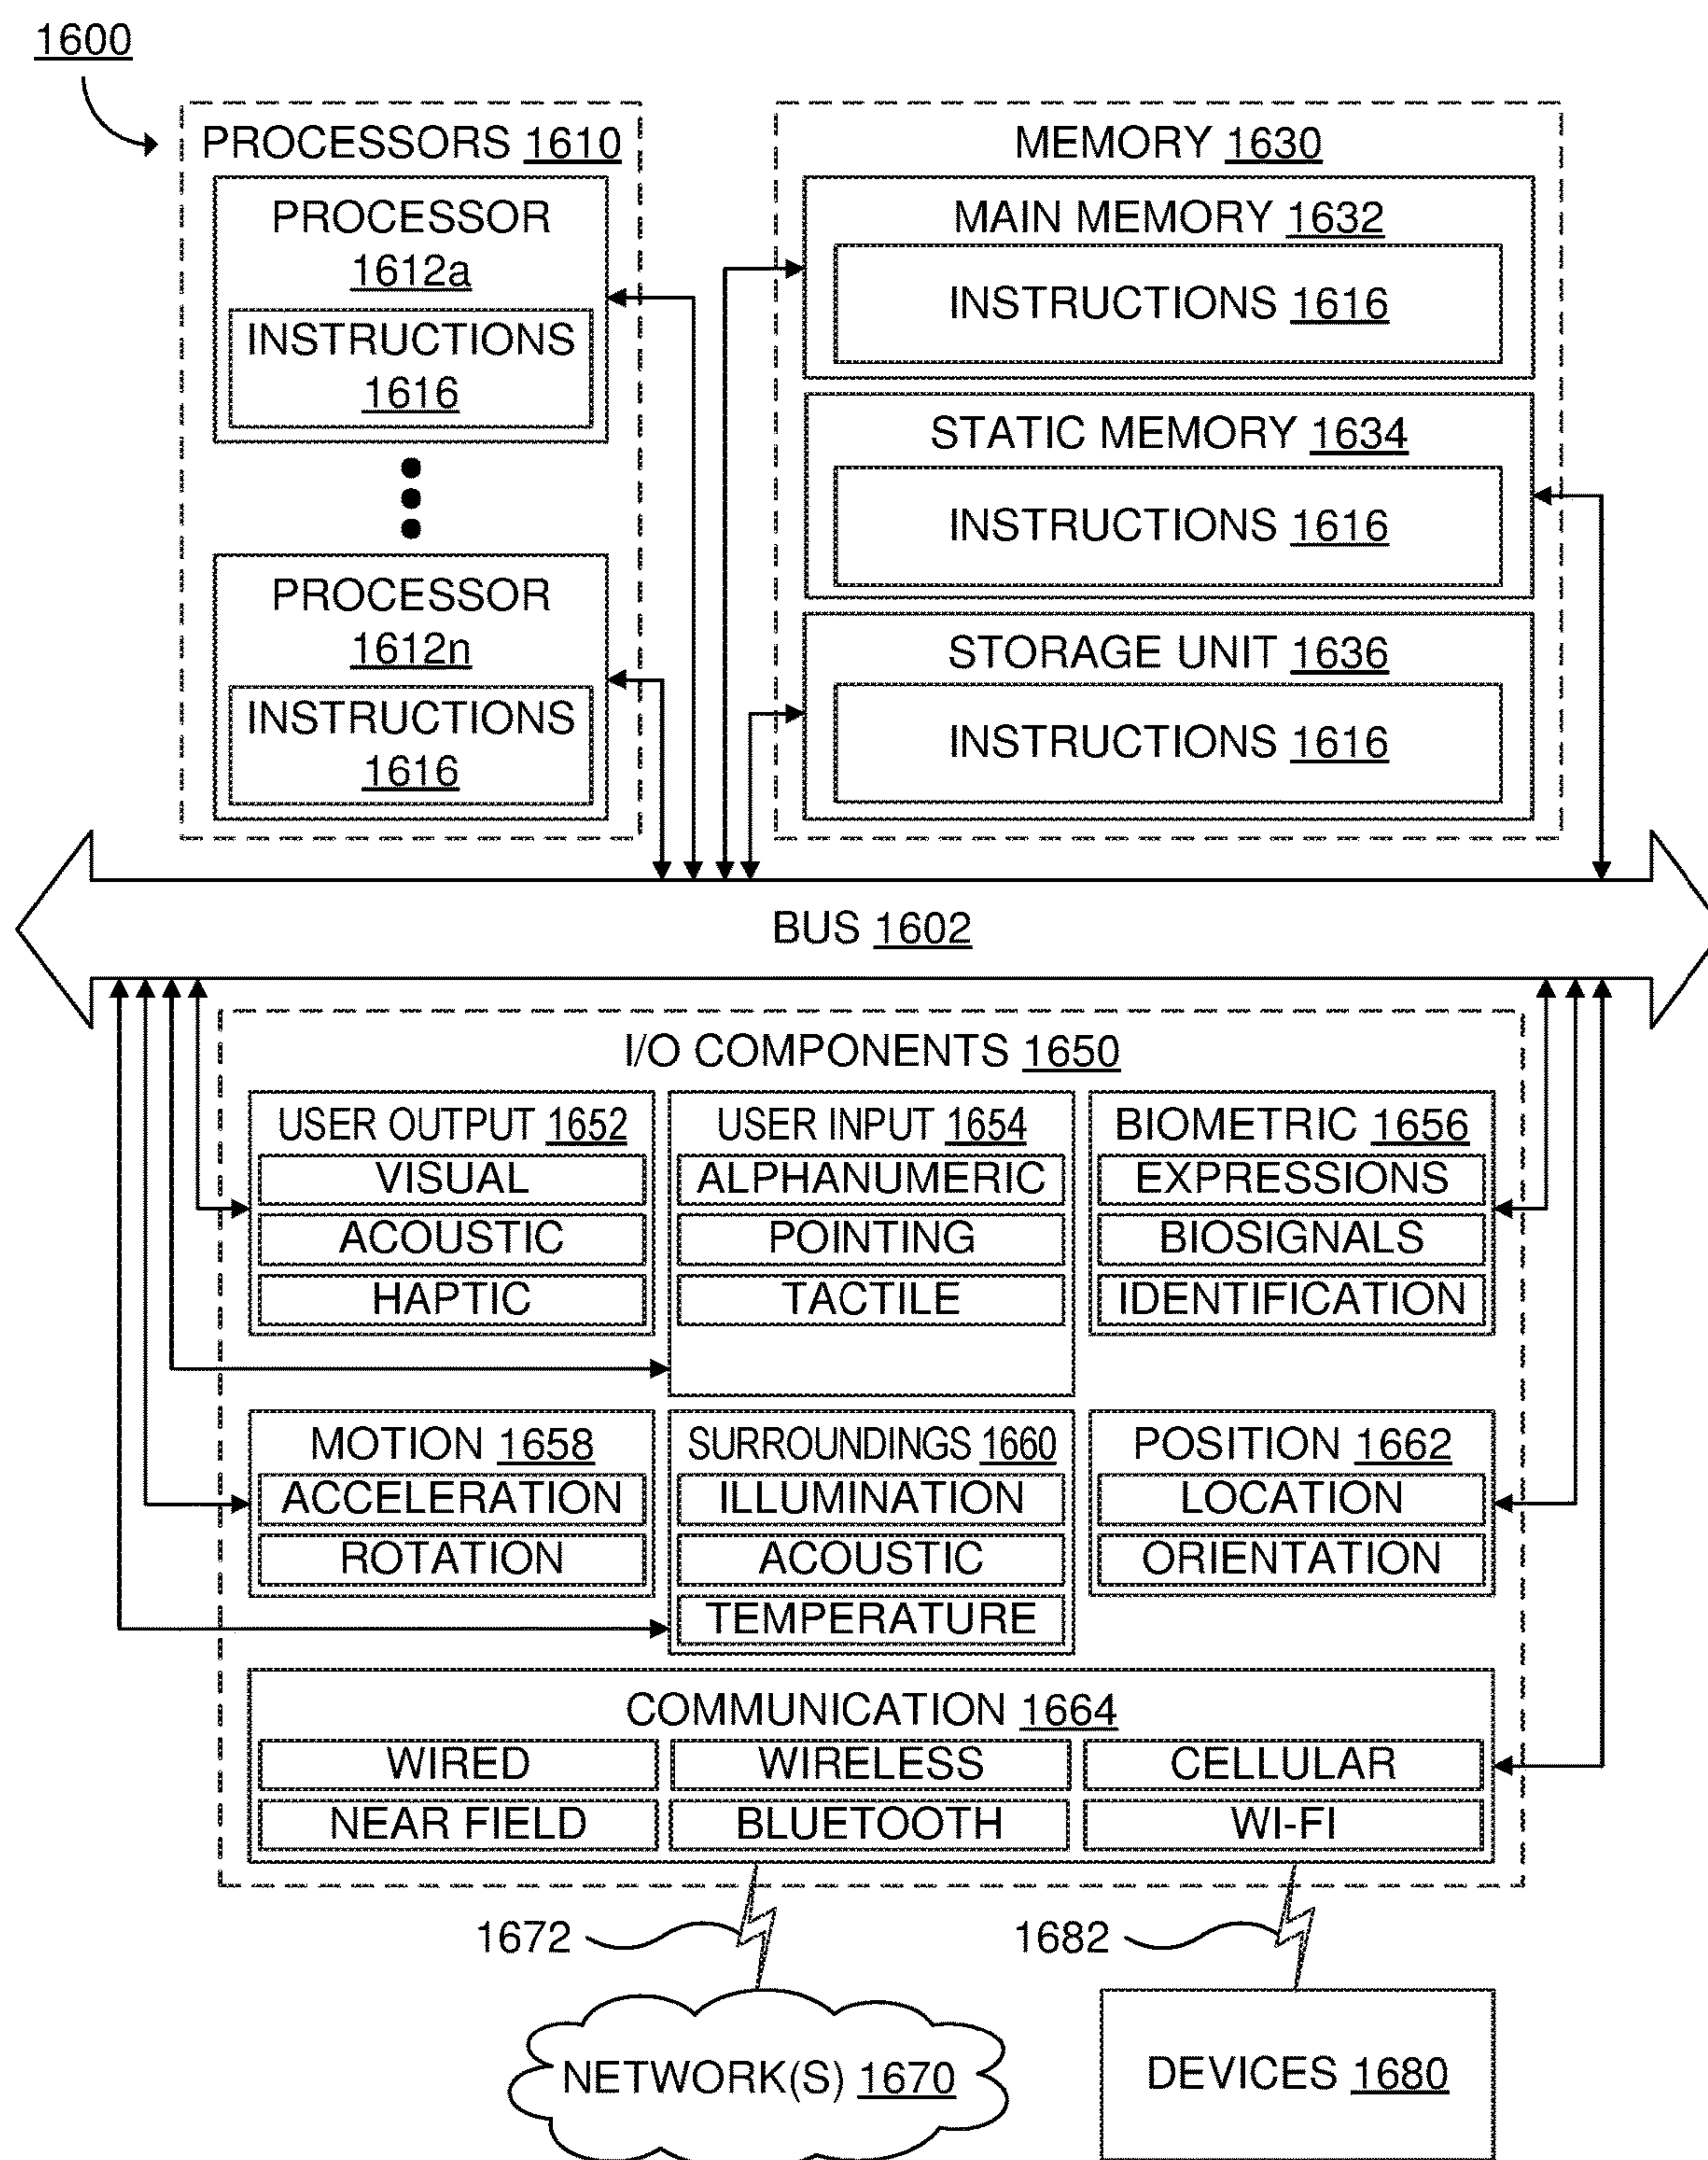 1600
PROCESSORS 1610
PROCESSOR
1612a
INSTRUCTIONS
1616
PROCESSOR
1612n
INSTRUCTIONS
1616
MEMORY 1630
MAIN MEMORY 1632
INSTRUCTIONS 1616
STATIC MEMORY 1634
INSTRUCTIONS 1616
STORAGE UNIT 1636
INSTRUCTIONS 1616
BUS 1602
I/O COMPONENTS 1650
USER OUTPUT 1652
VISUAL
ACOUSTIC
HAPTIC
USER INPUT 1654
ALPHANUMERIC
POINTING
TACTILE
BIOMETRIC 1656
EXPRESSIONS
BIOSIGNALS
IDENTIFICATION
MOTION 1658
ACCELERATION
ROTATION
SURROUNDINGS 1660
ILLUMINATION
ACOUSTIC
TEMPERATURE
POSITION 1662
LOCATION
ORIENTATION
COMMUNICATION 1664
WIRED
WIRELESS
CELLULAR
NEAR FIELD
BLUETOOTH
WI-FI
1672
1682
NETWORK(S) 1670
DEVICES 1680